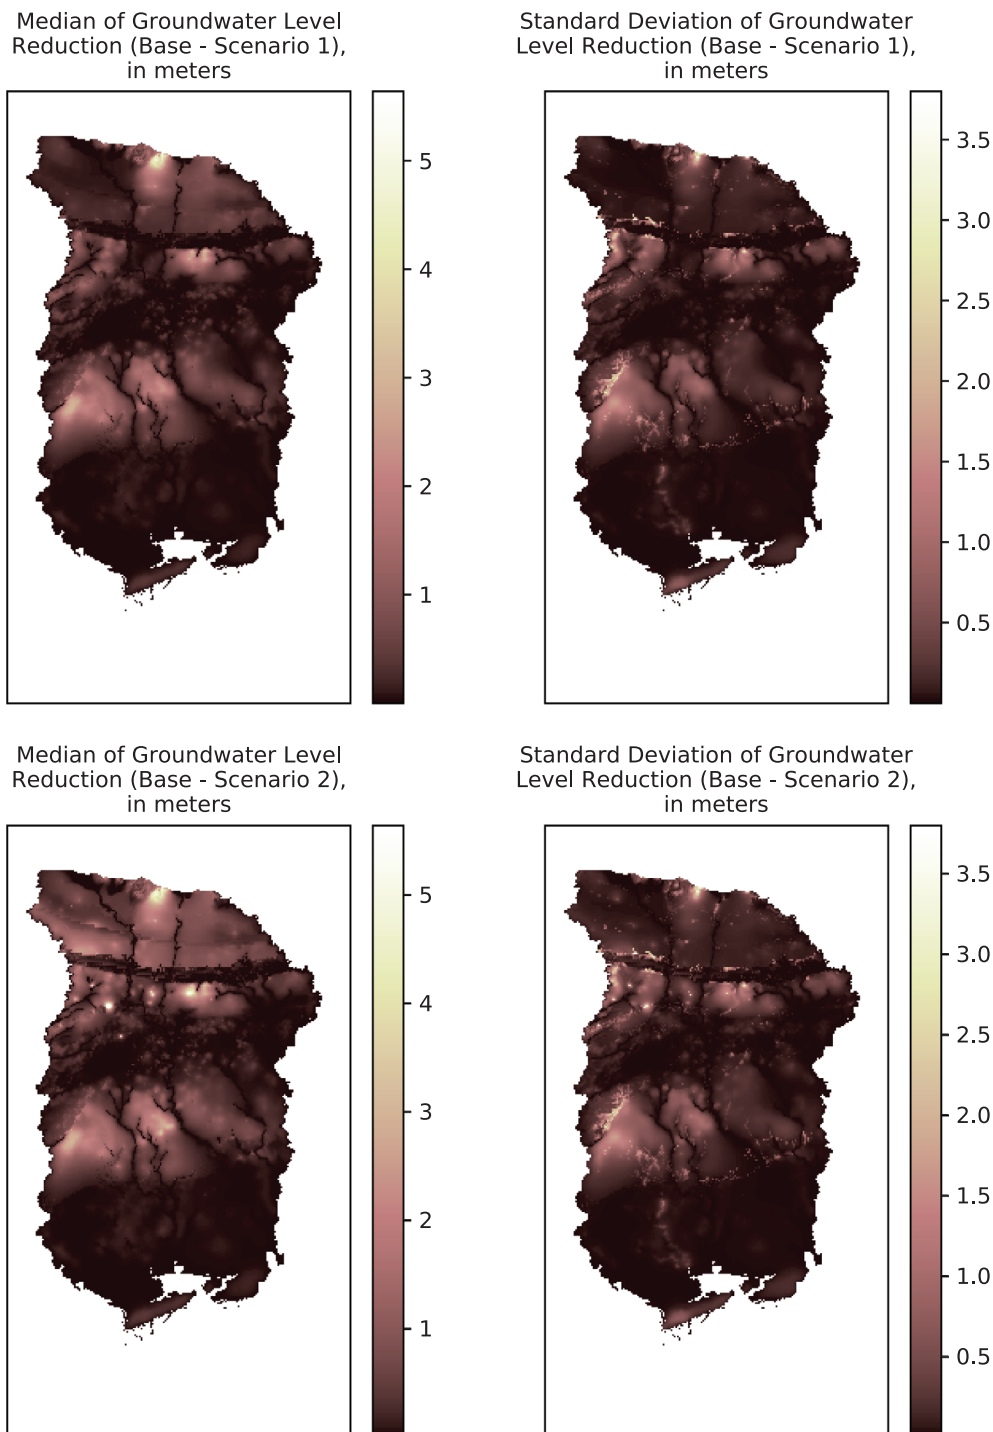 Median of Groundwater Level
Reduction (Base - Scenario 1),
in meters
5
4
3
2
1
Standard Deviation of Groundwater
Level Reduction (Base - Scenario 1),
in meters
3.5
3.0
2.5
2.0
1.5
1.0
0.5
Median of Groundwater Level
Reduction (Base - Scenario 2),
in meters
5
4
3
2
1
Standard Deviation of Groundwater
Level Reduction (Base - Scenario 2),
in meters
3.5
3.0
2.5
2.0
1.5
1.0
0.5